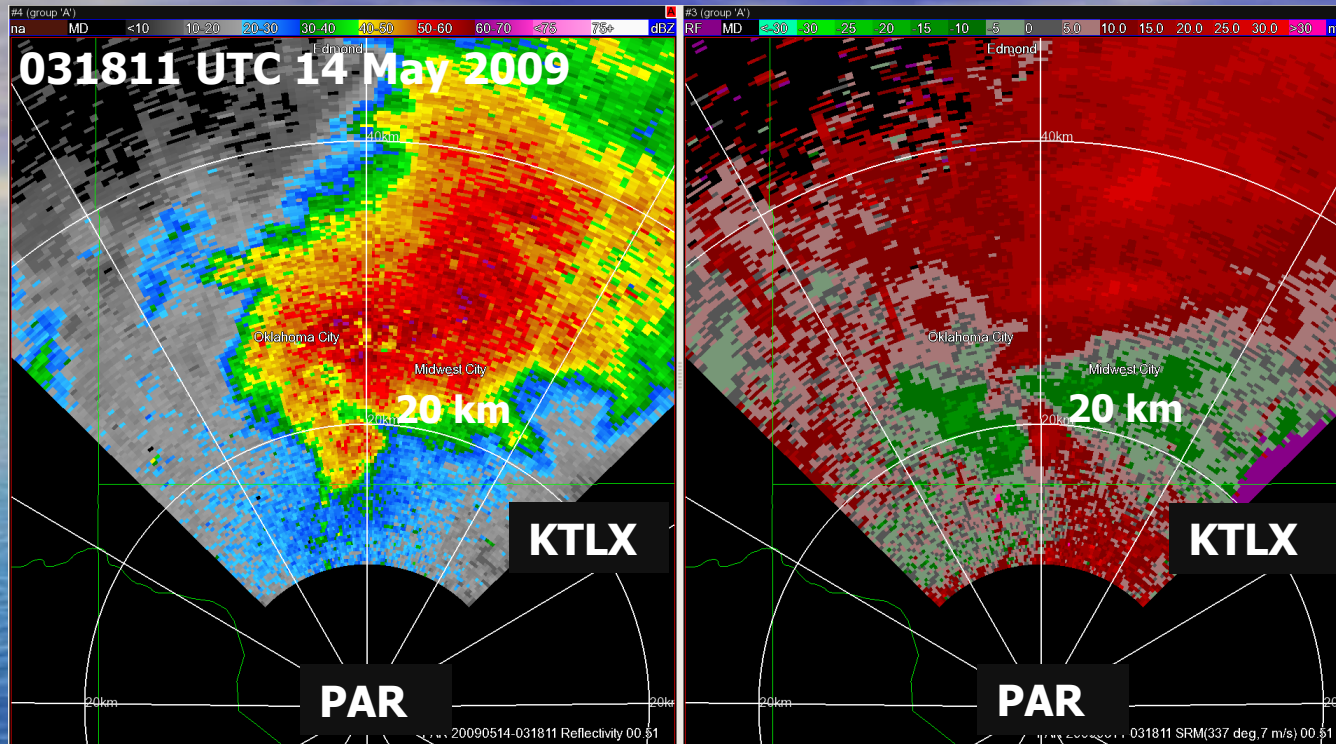 #4 (group 'A')
A
na MD <10 10-20 20-30 30-40 40-50 50-60 60-70 <75 75+ dBZ
Edmond
031811 UTC 14 May 2009
40km
Oklahoma City
Midwest City
20 km
20km
KTLX
PAR
20km
20k
20090514-031811 Reflectivity 00.51
#3 (group 'A')
RF MD <-30 -30 -25 -20 -15 -10 -5 0 5.0 10.0 15.0 20.0 25.0 30.0 >30
Edmond
40km
Oklahoma City
Midwest City
20 km
20km
KTLX
PAR
20km
031811 SRM(337 deg,7 m/s) 00.51